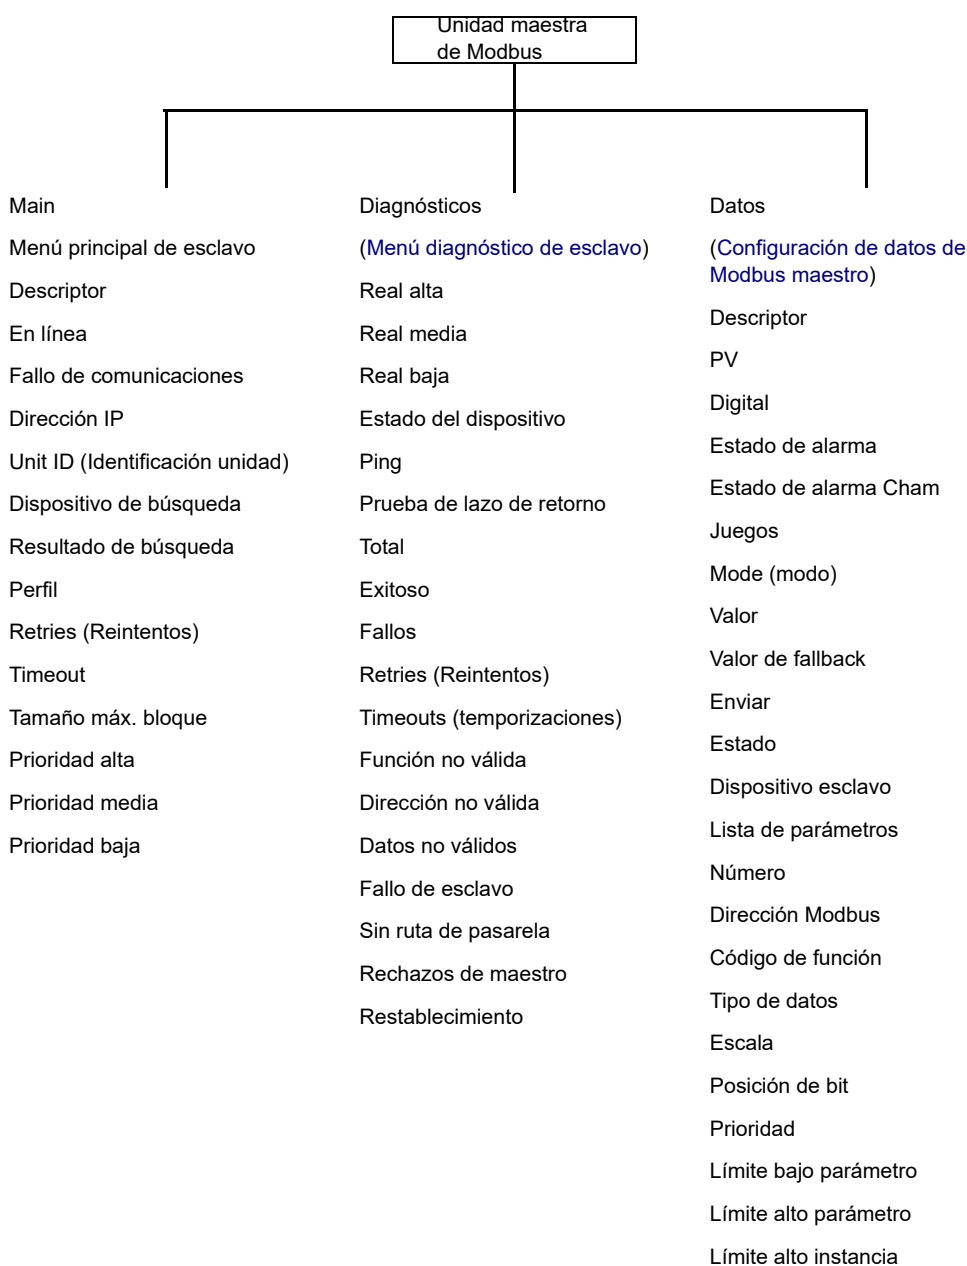 Unidad maestra
de Modbus
Main
Menú principal de esclavo
Descriptor
En línea
Fallo de comunicaciones
Dirección IP
Unit ID (Identificación unidad)
Dispositivo de búsqueda
Resultado de búsqueda
Perfil
Retries (Reintentos)
Timeout
Tamaño máx. bloque
Prioridad alta
Prioridad media
Prioridad baja
Diagnósticos
(Menú diagnóstico de esclavo)
Real alta
Real media
Real baja
Estado del dispositivo
Ping
Prueba de lazo de retorno
Total
Exitoso
Fallos
Retries (Reintentos)
Timeouts (temporizaciones)
Función no válida
Dirección no válida
Datos no válidos
Fallo de esclavo
Sin ruta de pasarela
Rechazos de maestro
Restablecimiento
Datos
(Configuración de datos de
Modbus maestro)
Descriptor
PV
Digital
Estado de alarma
Estado de alarma Cham
Juegos
Mode (modo)
Valor
Valor de fallback
Enviar
Estado
Dispositivo esclavo
Lista de parámetros
Número
Dirección Modbus
Código de función
Tipo de datos
Escala
Posición de bit
Prioridad
Límite bajo parámetro
Límite alto parámetro
Límite alto instancia